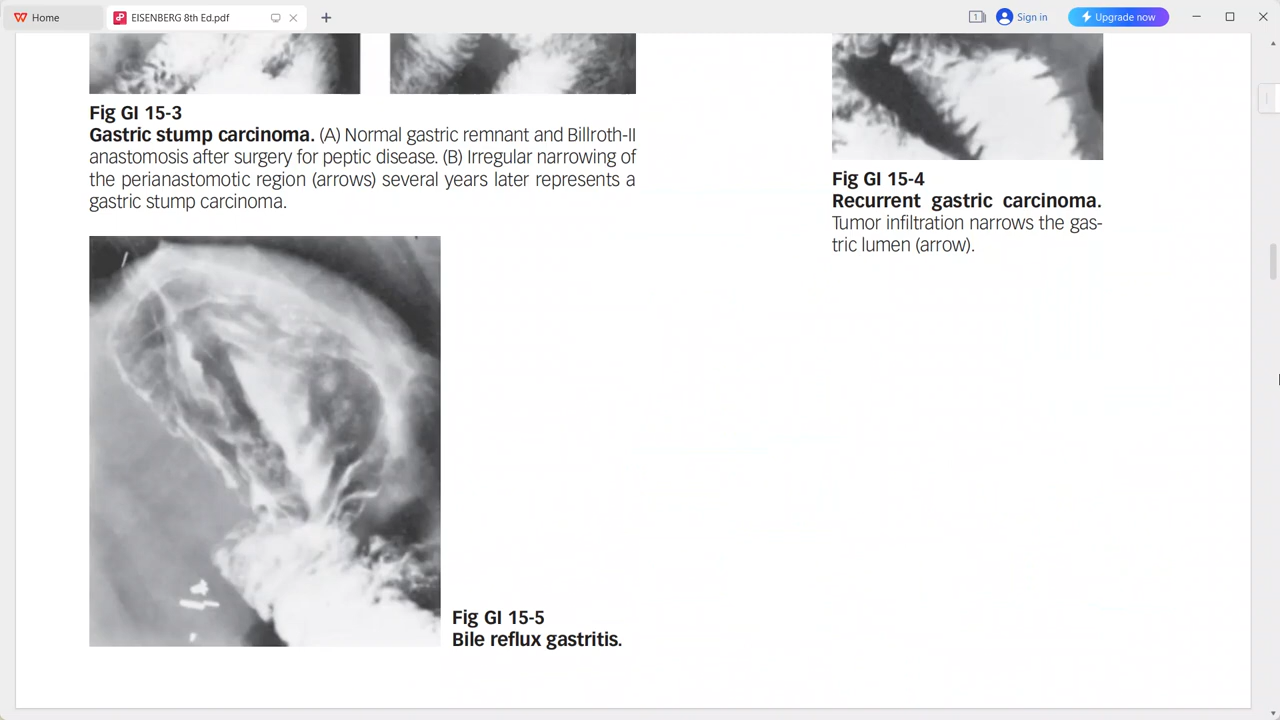 Home
EISENBERG 8th Ed.pdf
1
Sign in
Upgrade now
Fig GI 15-3
Gastric stump carcinoma. (A) Normal gastric remnant and Billroth-II
anastomosis after surgery for peptic disease. (B) Irregular narrowing of
the perianastomotic region (arrows) several years later represents a
gastric stump carcinoma.
Fig GI 15-4
Recurrent gastric carcinoma.
Tumor infiltration narrows the gas-
tric lumen (arrow).
Fig GI 15-5
Bile reflux gastritis.